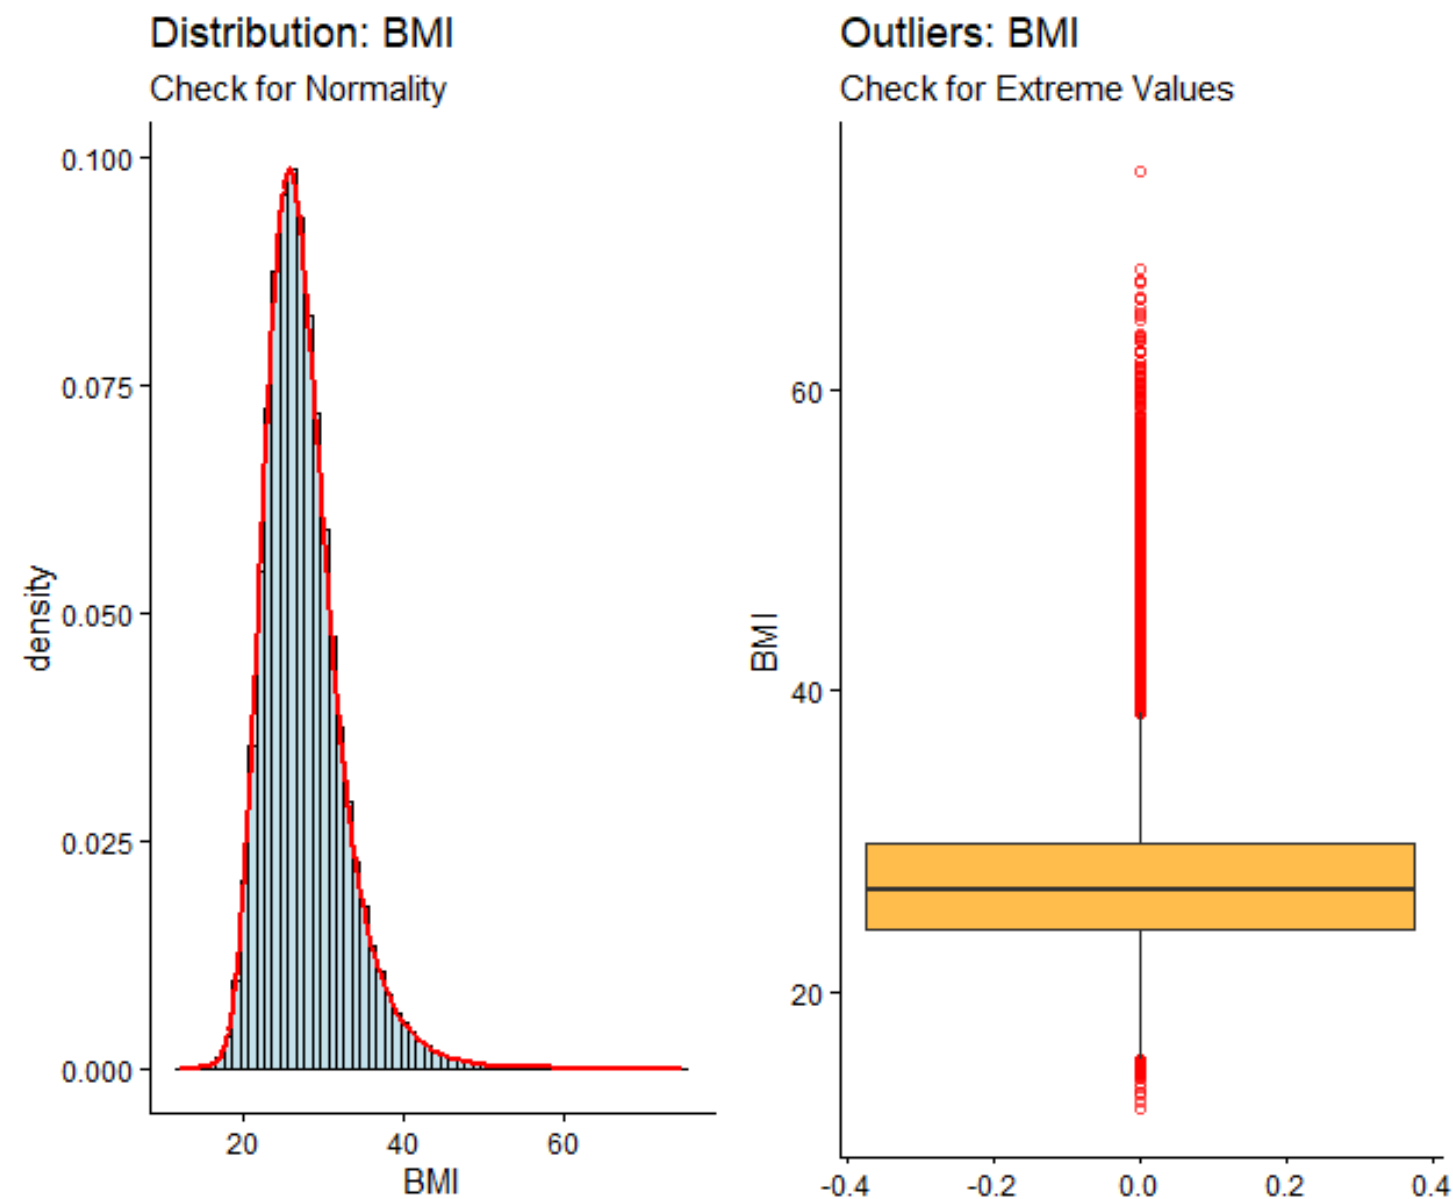 Distribution: BMI
Check for Normality
density
0.100
0.075
0.050
0.025
0.000
20 40 60
BMI
Outliers: BMI
Check for Extreme Values
BMI
60
40
20
-0.4 -0.2 0.0 0.2 0.4